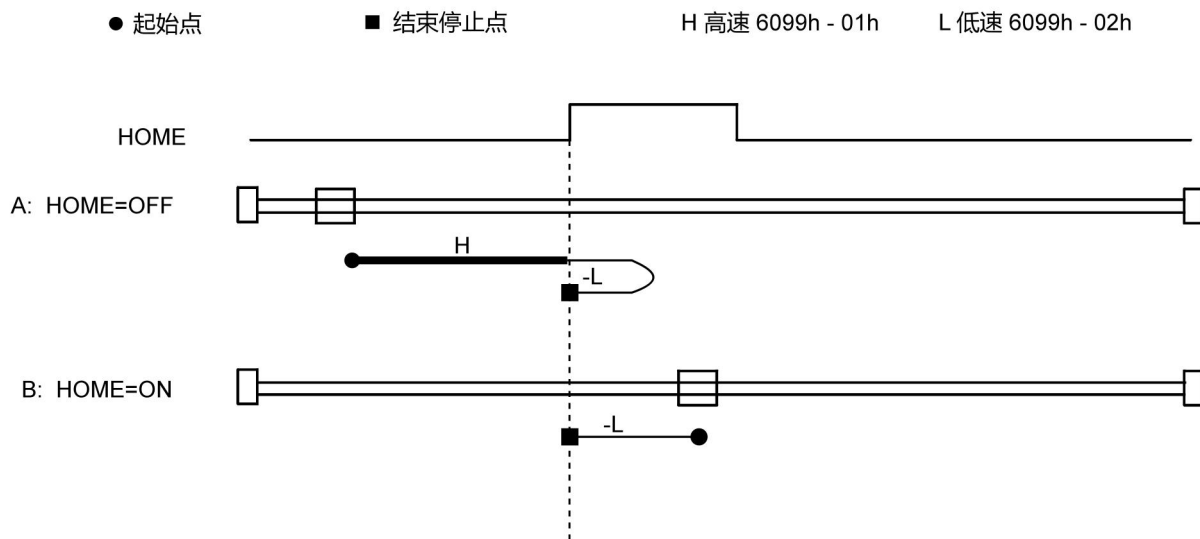 ● 起始点 ■ 结束停止点 H 高速 6099h - 01h L 低速 6099h - 02h
HOME
A: HOME=OFF
H
-L
B: HOME=ON
-L